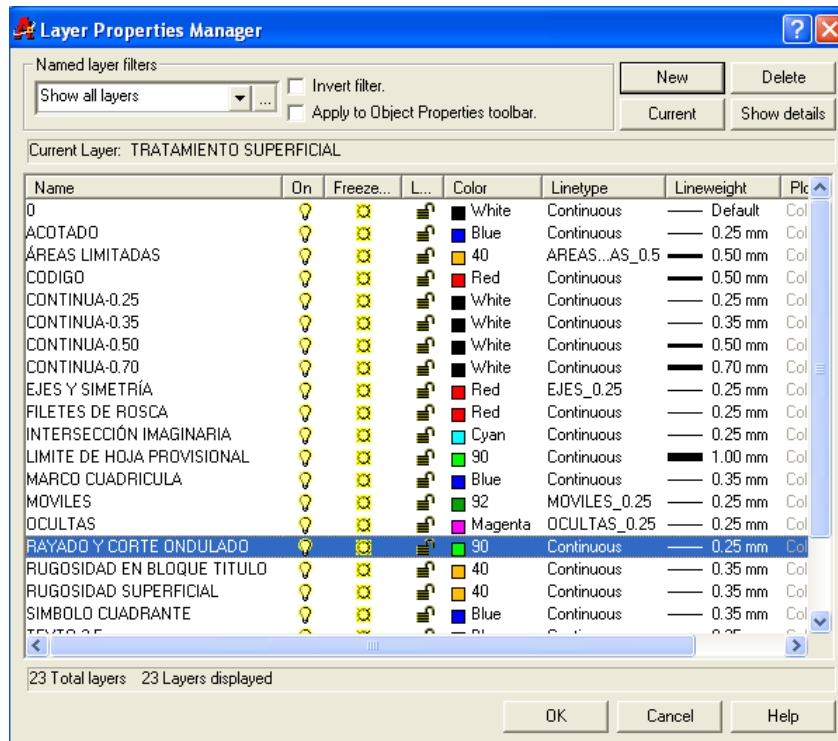 Layer Properties Manager
Named layer filters
Show all layers
...
Invert filter.
Apply to Object Properties toolbar.
New
Delete
Current
Show details
Current Layer: TRATAMIENTO SUPERFICIAL
Name On Freeze... L... Color Linetype Lineweight Plo
0 White Continuous Default Col
ACOTADO Blue Continuous 0.25 mm Col
ÁREAS LIMITADAS 40 AREAS...AS_0.5 0.50 mm Col
CODIGO Red Continuous 0.50 mm Col
CONTINUA-0.25 White Continuous 0.25 mm Col
CONTINUA-0.35 White Continuous 0.35 mm Col
CONTINUA-0.50 White Continuous 0.50 mm Col
CONTINUA-0.70 White Continuous 0.70 mm Col
EJES Y SIMETRÍA Red EJES_0.25 0.25 mm Col
FILETES DE ROSCA Red Continuous 0.25 mm Col
INTERSECCIÓN IMAGINARIA Cyan Continuous 0.25 mm Col
LIMITE DE HOJA PROVISIONAL 90 Continuous 1.00 mm Col
MARCO CUADRICULA Blue Continuous 0.35 mm Col
MOVILES 92 MOVILES_0.25 0.25 mm Col
OCULTAS Magenta OCULTAS_0.25 0.25 mm Col
RAYADO Y CORTE ONDULADO 90 Continuous 0.25 mm Col
RUGOSIDAD EN BLOQUE TITULO 40 Continuous 0.35 mm Col
RUGOSIDAD SUPERFICIAL 40 Continuous 0.35 mm Col
SIMBOLO CUADRANTE Blue Continuous 0.35 mm Col
23 Total layers 23 Layers displayed
OK
Cancel
Help